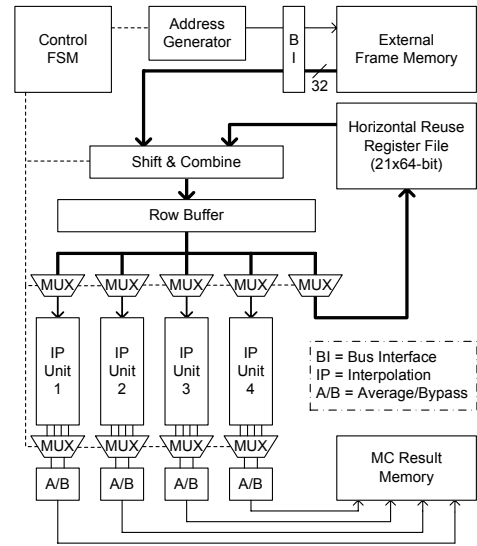 Control
FSM
Address
Generator
B
I
External
Frame Memory
32
Horizontal Reuse
Register File
(21x64-bit)
Shift & Combine
Row Buffer
MUX
MUX
MUX
MUX
MUX
IP
Unit
1
IP
Unit
2
IP
Unit
3
IP
Unit
4
BI = Bus Interface
IP = Interpolation
A/B = Average/Bypass
MUX
MUX
MUX
MUX
A/B
A/B
A/B
A/B
MC Result
Memory